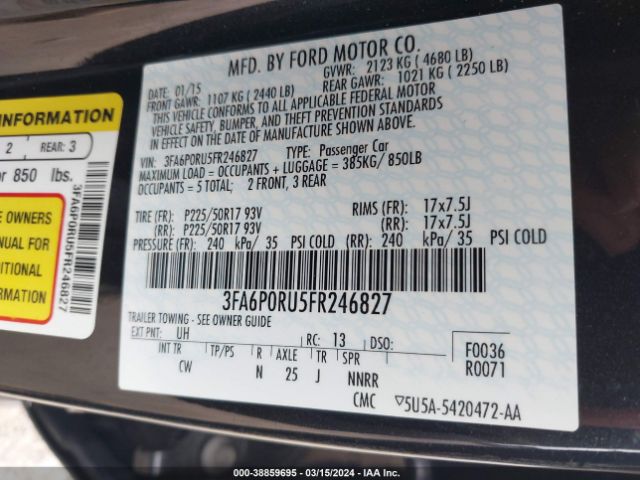 MFD. BY FORD MOTOR CO.
DATE: 01/15
GVWR: 2123 KG ( 4680 LB)
FRONT GAWR: 1107 KG ( 2440 LB)
REAR GAWR: 1021 KG ( 2250 LB)
THIS VEHICLE CONFORMS TO ALL APPLICABLE FEDERAL MOTOR
VEHICLE SAFETY, BUMPER, AND THEFT PREVENTION STANDARDS
IN EFFECT ON THE DATE OF MANUFACTURE SHOWN ABOVE.
VIN: 3FA6P0RU5FR246827 TYPE: Passenger Car
MAXIMUM LOAD = OCCUPANTS + LUGGAGE = 385KG/ 850LB
OCCUPANTS = 5 TOTAL; 2 FRONT, 3 REAR
TIRE (FR): P225/50R17 93V RIMS (FR): 17x7.5J
(RR): P225/50R17 93V (RR): 17x7.5J
PRESSURE (FR): 240 kPa/ 35 PSI COLD (RR): 240 kPa/ 35 PSI COLD
3FA6P0RU5FR246827
TRAILER TOWING - SEE OWNER GUIDE
EXT PNT: UH RC: 13 DSO: F0036
R0071
INT TR TP/PS R AXLE TR SPR
CW N 25 J NNRR
CMC ▽5U5A-5420472-AA
INFORMATION
2 REAR: 3
or 850 lbs.
E OWNERS
NUAL FOR
DITIONAL
ORMATION
3FA6P0RU5FR246827
000-38859695 - 03/15/2024 - IAA Inc.